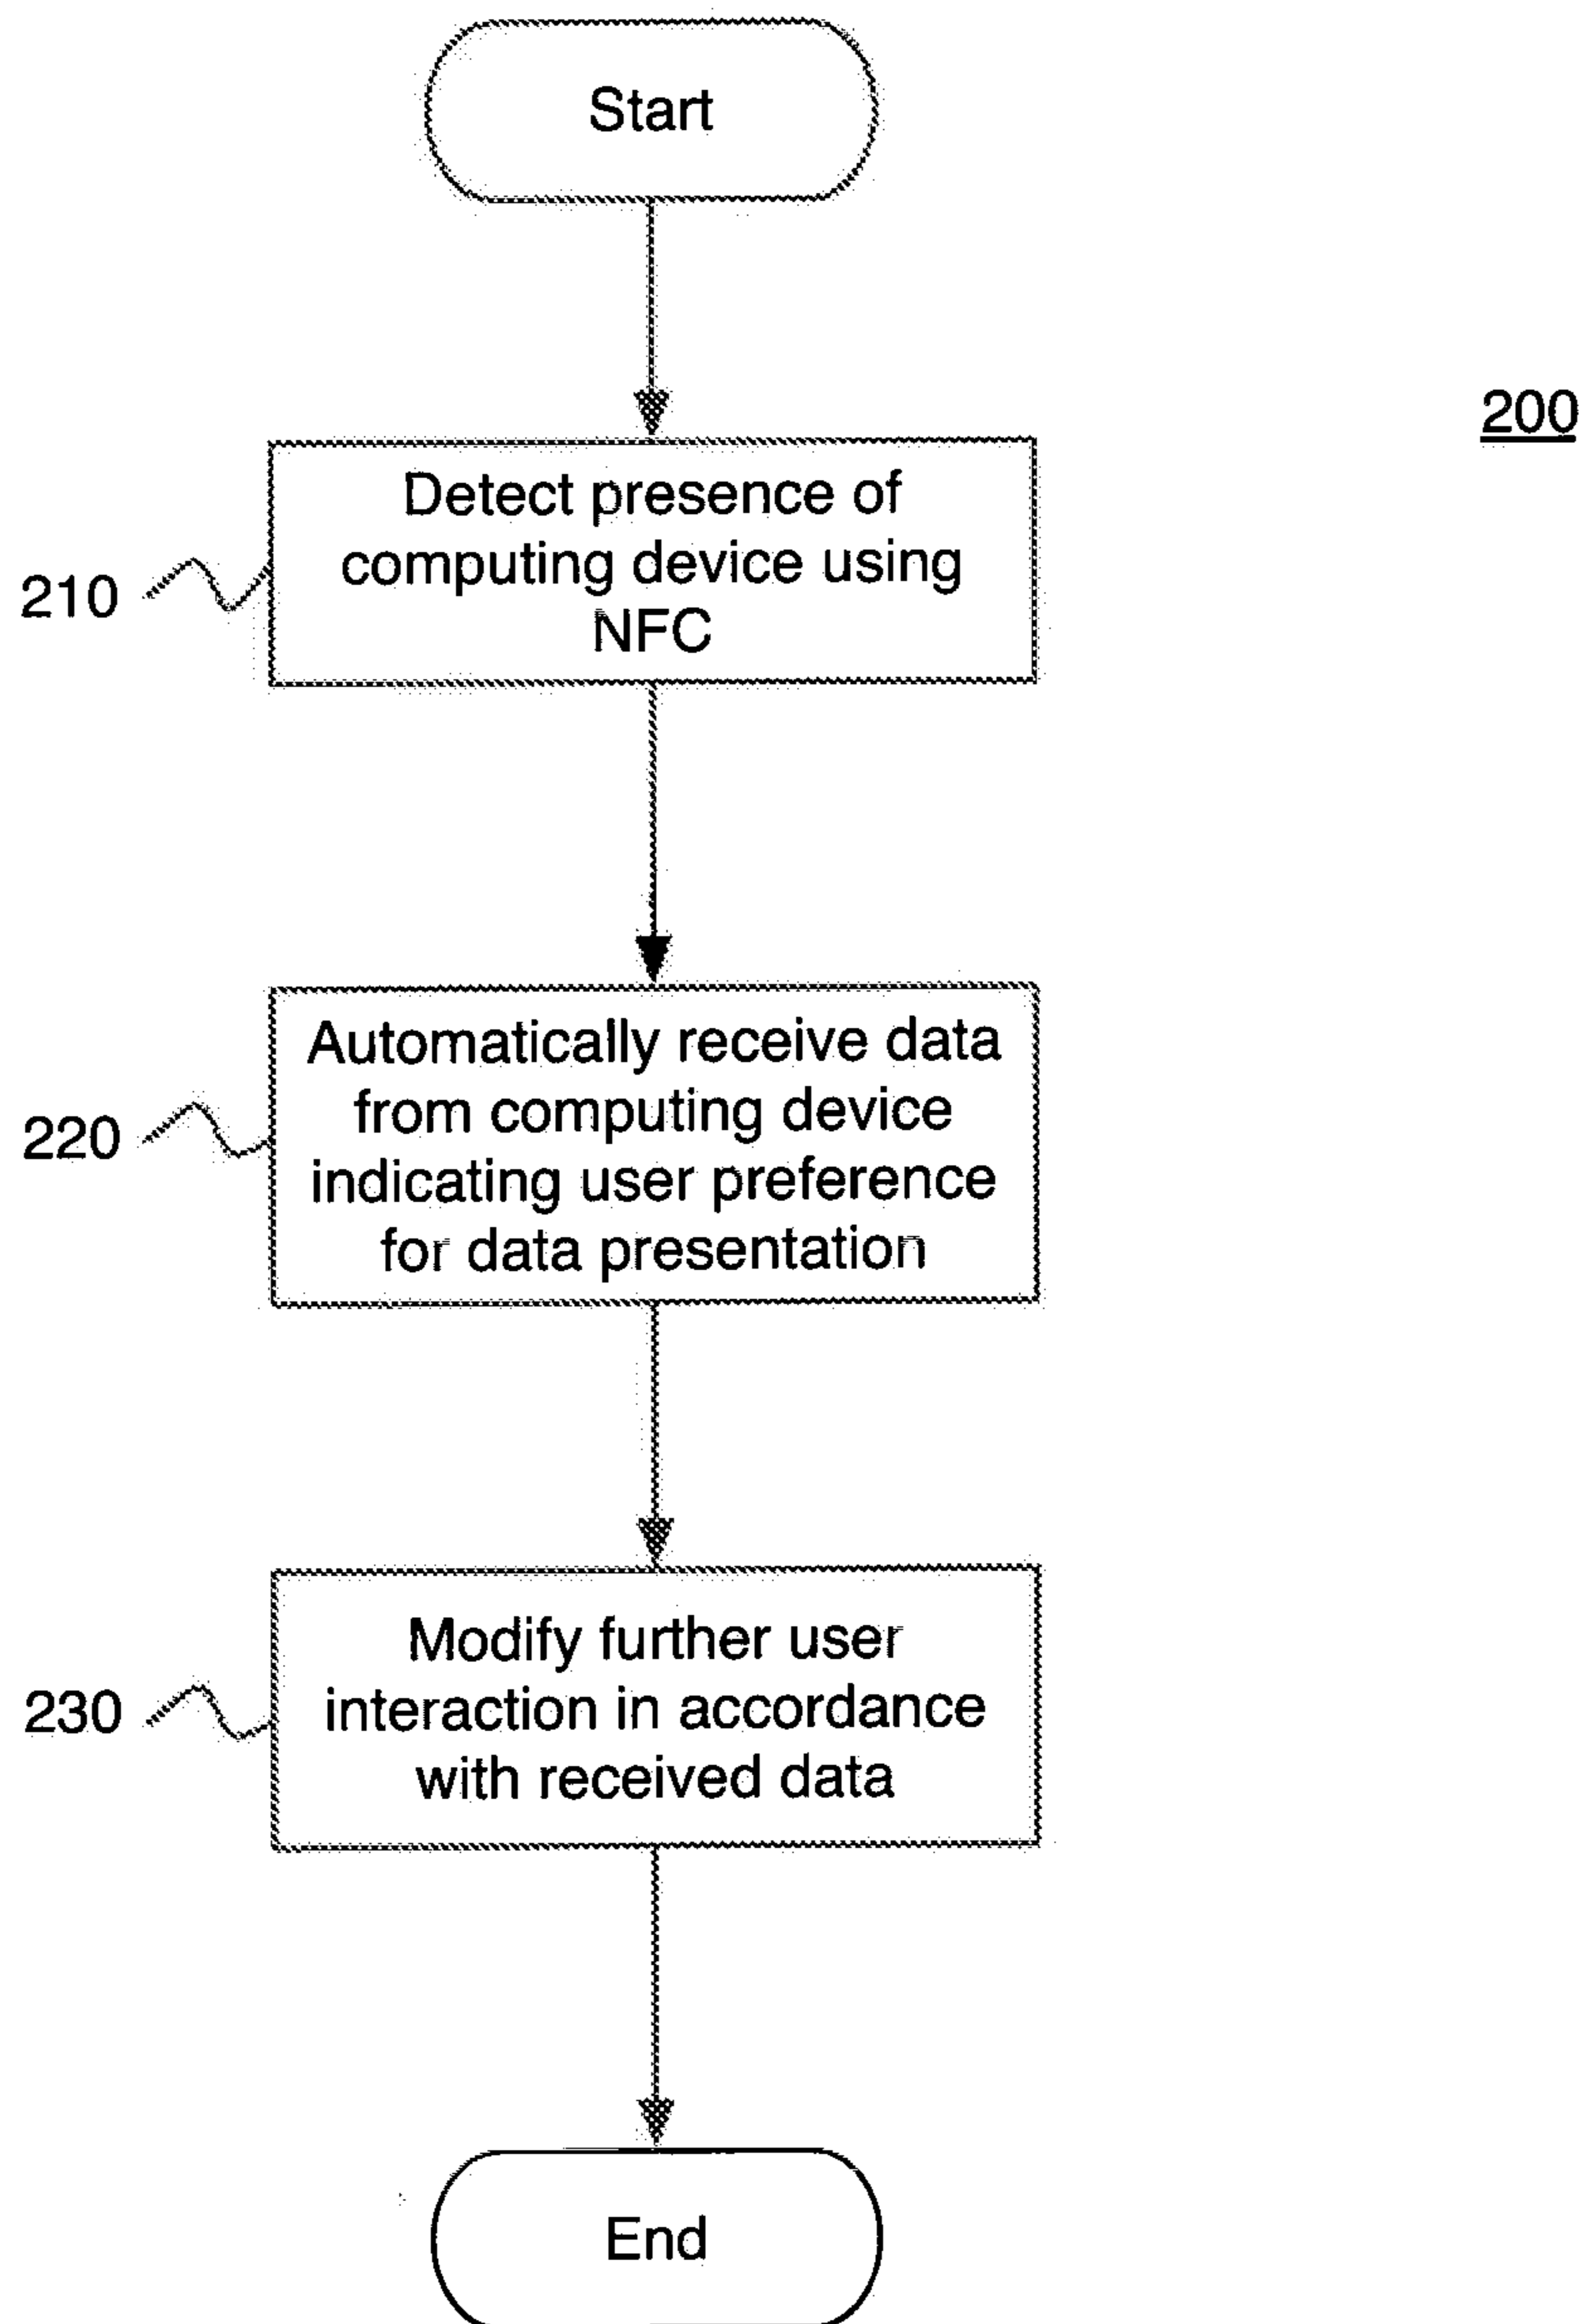 Start
200
Detect presence of
computing device using
NFC
210
Automatically receive data
from computing device
indicating user preference
for data presentation
220
Modify further user
interaction in accordance
with received data
230
End